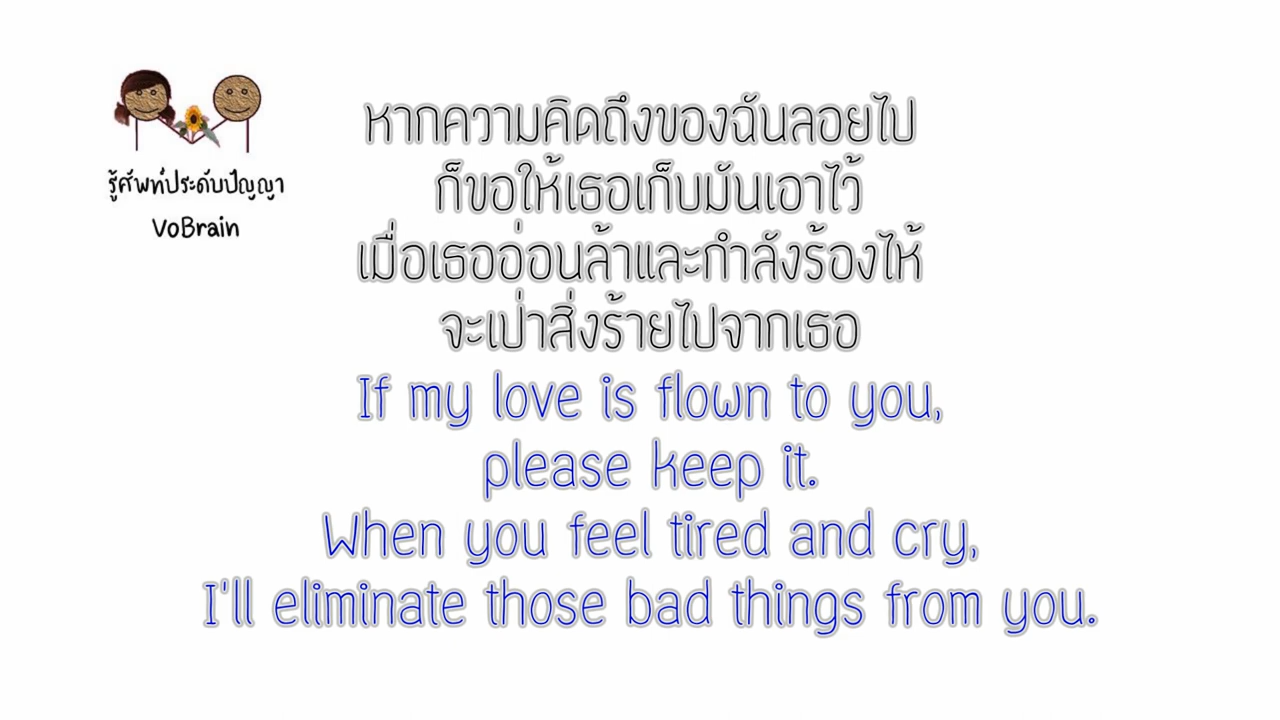 รู้ศัพท์ประดับปัญญา
VoBrain
หากความคิดถึงของฉันลอยไป
ก็ขอให้เธอเก็บมันเอาไว้
เมื่อเธออ่อนล้าและกำลังร้องไห้
จะเป่าสิ่งร้ายไปจากเธอ
If my love is flown to you,
please keep it.
When you feel tired and cry,
I'll eliminate those bad things from you.